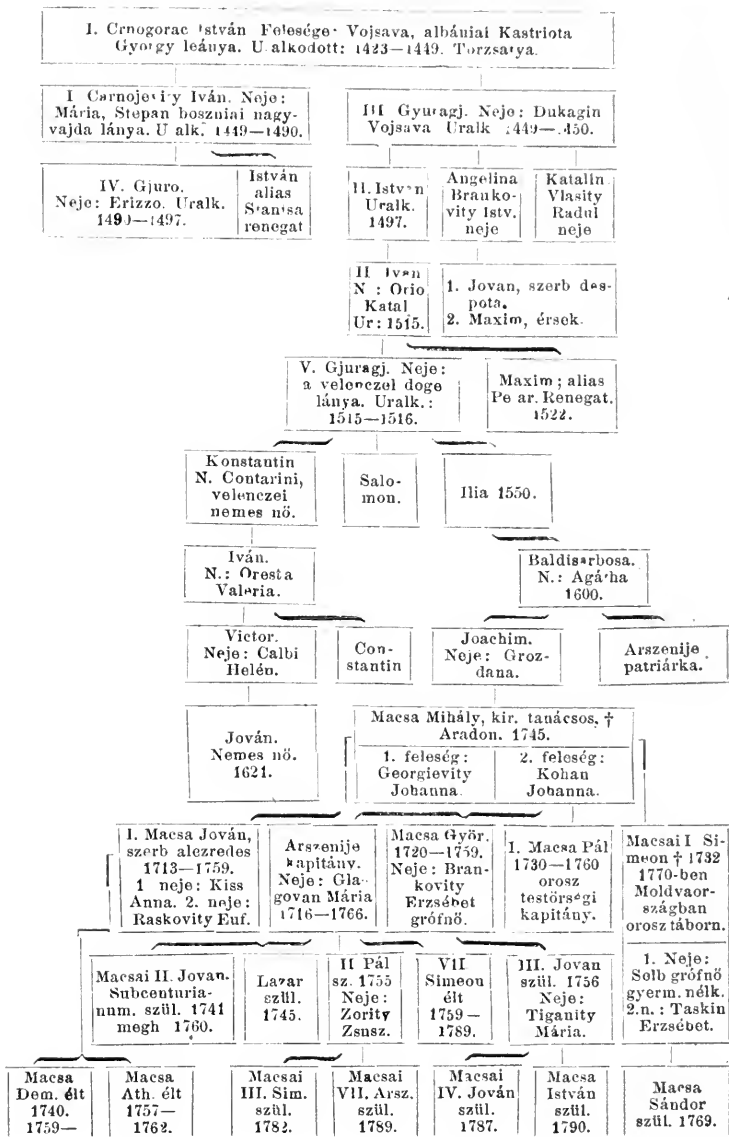 I. Crnogorac István Felesége: Vojsava, albániai Kastriota
György leánya. Uralkodott: 1423—1449. Törzsatya.
I Carnojeviy Iván. Neje:
Mária, Stepan boszniai nagy-
vajda lánya. U alk. 1449—1490.
III Gyuragj. Neje: Dukagin
Vojsava Uralk 1449—1450.
IV. Gjuro.
Neje: Erizzo. Uralk.
1490—1497.
István
alias
Stanisa
renegat
II. István
Uralk.
1497.
Angelina
Branko-
vity Istv.
neje
Katalin
Vlasity
Radul
neje
II Ivan
N : Orio
Katal
Ur: 1515.
1. Jovan, szerb des-
pota.
2. Maxim, érsek.
V. Gjuragj. Neje:
a velenczei doge
lánya. Uralk.:
1515—1516.
Maxim; alias
Renegat.
1522.
Konstantin
N. Contarini,
velenczei
nemes nö.
Salo-
mon.
Ilia 1550.
Iván.
N.: Oresta
Valeria.
Baldisarbosa.
N.: Agátha
1600.
Victor.
Neje: Calbi
Helén.
Con-
stantin
Joachim.
Neje: Groz-
dana.
Arszenije
patriárka.
Jován.
Nemes nö.
1621.
Macsa Mihály, kir. tanácsos, †
Aradon. 1745.
1. feleség:
Georgievity
Johanna.
2. feleség:
Kohan
Johanna.
I. Macsa Jován,
szerb alezredes
1713—1759.
1 neje: Kiss
Anna. 2. neje:
Raskovity Euf.
Arszenije
kapitány.
Neje: Gla-
govan Mária
1716—1766.
Macsa Györ.
1720—1759.
Neje: Bran-
kovity
Erzsébet
grófnö.
I. Macsa Pál
1730—1760
orosz
testörségi
kapitány.
Macsai I Si-
meon † 1732
1770-ben
Moldvaor-
szágban
orosz táborn.
1. Neje:
Solb grófnö
gyerm. nélk.
2.n.: Taskin
Erzsébet.
Macsai II. Jovan.
Subcenturia-
num. szül. 1741
megh 1760.
Lazar
szül.
1745.
II Pál
sz. 1755
Neje:
Zority
Zsusz.
VII
Simeon
élt
1759—
1789.
III. Jovan
szül. 1756
Neje:
Tiganity
Mária.
Macsa
Dem. élt
1740.
1759—
Macsa
Ath. élt
1757—
1762.
Macsai
III. Sim.
szül.
1782.
Macsai
VII. Arsz.
szül.
1789.
Macsai
IV. Jován
szül.
1787.
Macsa
István
szül.
1790.
Macsa
Sándor
szül. 1769.